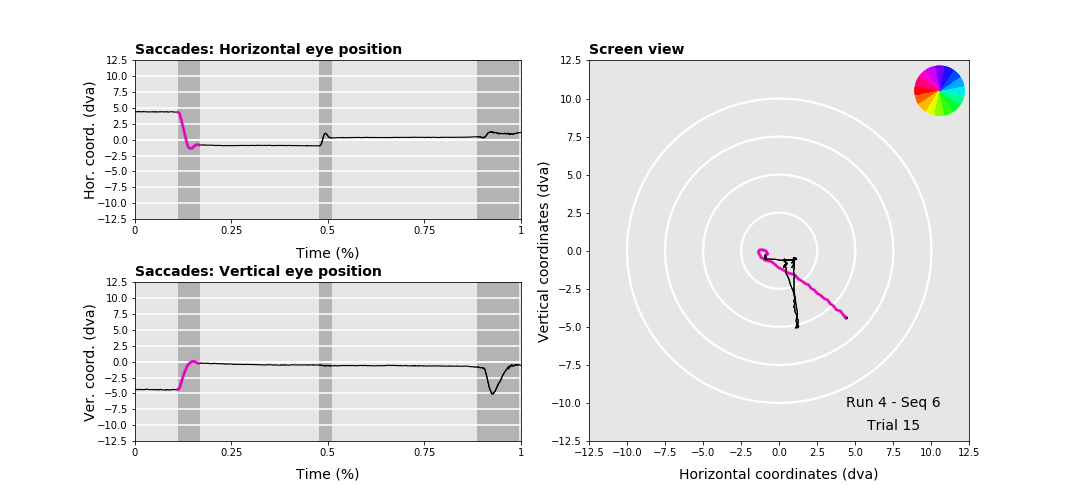 Saccades: Horizontal eye position
Hor. coord. (dva)
12.5
10.0
7.5
5.0
2.5
0.0
−2.5
−5.0
−7.5
−10.0
−12.5
0 0.25 0.5 0.75 1
Time (%)
Saccades: Vertical eye position
Ver. coord. (dva)
12.5
10.0
7.5
5.0
2.5
0.0
−2.5
−5.0
−7.5
−10.0
−12.5
0 0.25 0.5 0.75 1
Time (%)
Screen view
Vertical coordinates (dva)
12.5
10.0
7.5
5.0
2.5
0.0
−2.5
−5.0
−7.5
−10.0
−12.5
Run 4 - Seq 6
Trial 15
−12.5 −10.0 −7.5 −5.0 −2.5 0.0 2.5 5.0 7.5 10.0 12.5
Horizontal coordinates (dva)